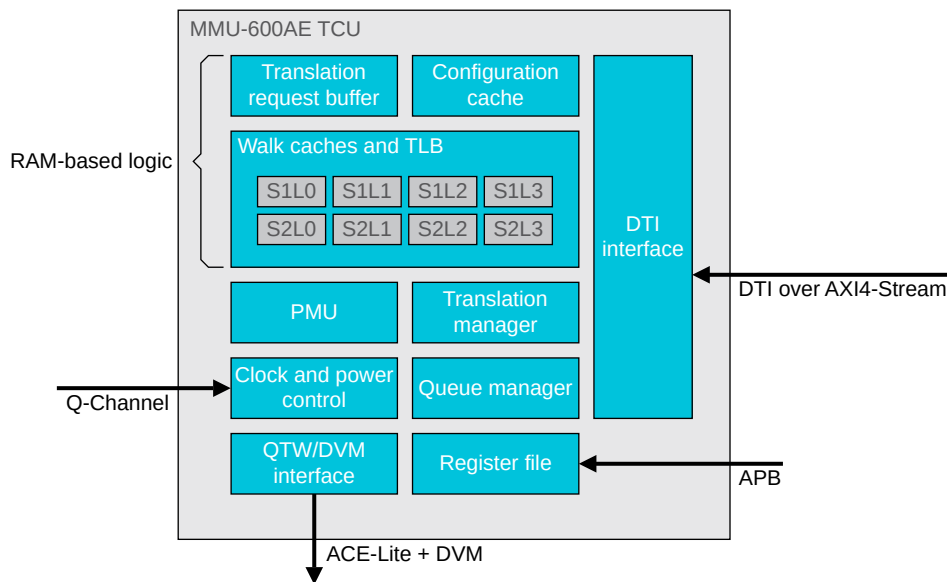 MMU-600AE TCU
Translation
request buffer
Configuration
cache
RAM-based logic
Walk caches and TLB
S1L0
S1L1
S1L2
S1L3
S2L0
S2L1
S2L2
S2L3
DTI
interface
DTI over AXI4-Stream
PMU
Translation
manager
Q-Channel
Clock and power
control
Queue manager
QTW/DVM
interface
Register file
APB
ACE-Lite + DVM